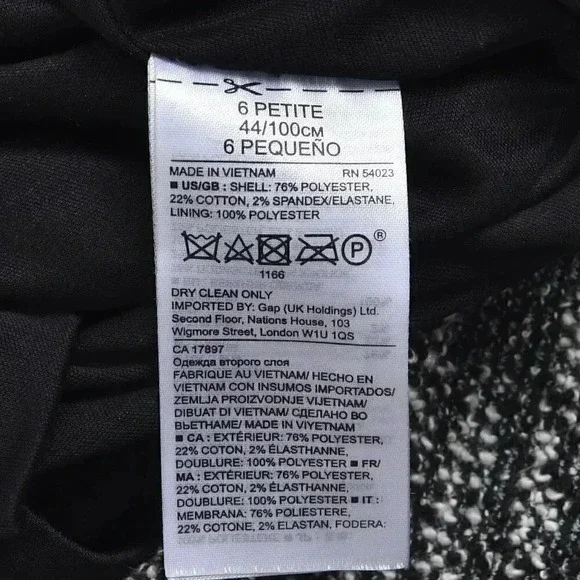 6 PETITE
44/100см
6 PEQUEÑO
MADE IN VIETNAM RN 54023
■ US/GB : SHELL: 76% POLYESTER,
22% COTTON, 2% SPANDEX/ELASTANE,
LINING: 100% POLYESTER
P ®
1166
DRY CLEAN ONLY
IMPORTED BY: Gap (UK Holdings) Ltd.
Second Floor, Nations House, 103
Wigmore Street, London W1U 1QS
CA 17897
Одежда второго слоя
FABRIQUE AU VIETNAM/ HECHO EN
VIETNAM CON INSUMOS IMPORTADOS/
ZEMLJA PROIZVODNJE VIJETNAM/
DIBUAT DI VIETNAM/ СДЕЛАНО ВО
ВЬЕТНАМЕ/ MADE IN VIYETNAM
■ CA : EXTÉRIEUR: 76% POLYESTER,
22% COTON, 2% ÉLASTHANNE,
DOUBLURE: 100% POLYESTER ■ FR/
MA : EXTÉRIEUR: 76% POLYESTER,
22% COTON, 2% ÉLASTHANNE,
DOUBLURE: 100% POLYESTER ■ IT :
MEMBRANA: 76% POLIESTERE,
22% COTONE, 2% ELASTAN, FODERA: